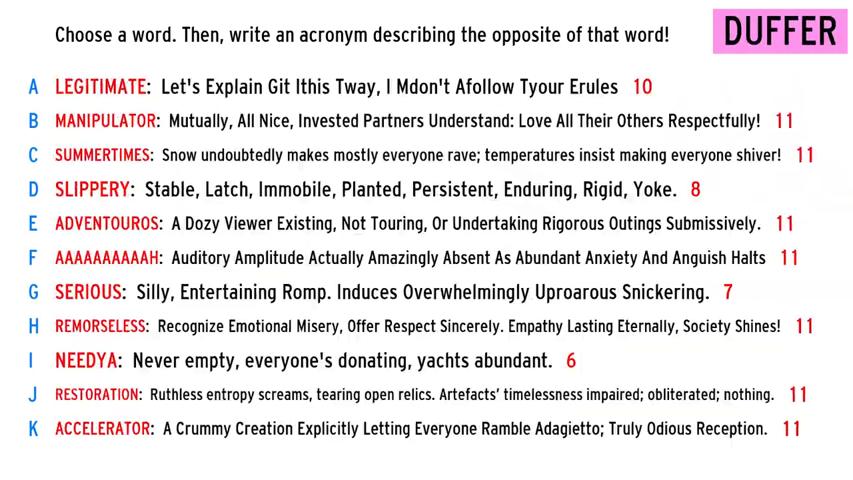 Choose a word. Then, write an acronym describing the opposite of that word!
DUFFER
A LEGITIMATE: Let's Explain Git Ithis Tway, I Mdon't Afollow Tyour Erules 10
B MANIPULATOR: Mutually, All Nice, Invested Partners Understand: Love All Their Others Respectfully! 11
C SUMMERTIMES: Snow undoubtedly makes mostly everyone rave; temperatures insist making everyone shiver! 11
D SLIPPERY: Stable, Latch, Immobile, Planted, Persistent, Enduring, Rigid, Yoke. 8
E ADVENTOUROS: A Dozy Viewer Existing, Not Touring, Or Undertaking Rigorous Outings Submissively. 11
F AAAAAAAAAAH: Auditory Amplitude Actually Amazingly Absent As Abundant Anxiety And Anguish Halts 11
G SERIOUS: Silly, Entertaining Romp. Induces Overwhelmingly Uproarous Snickering. 7
H REMORSELESS: Recognize Emotional Misery, Offer Respect Sincerely. Empathy Lasting Eternally, Society Shines! 11
I NEEDYA: Never empty, everyone's donating, yachts abundant. 6
J RESTORATION: Ruthless entropy screams, tearing open relics. Artefacts' timelessness impaired; obliterated; nothing. 11
K ACCELERATOR: A Crummy Creation Explicitly Letting Everyone Ramble Adagietto; Truly Odious Reception. 11